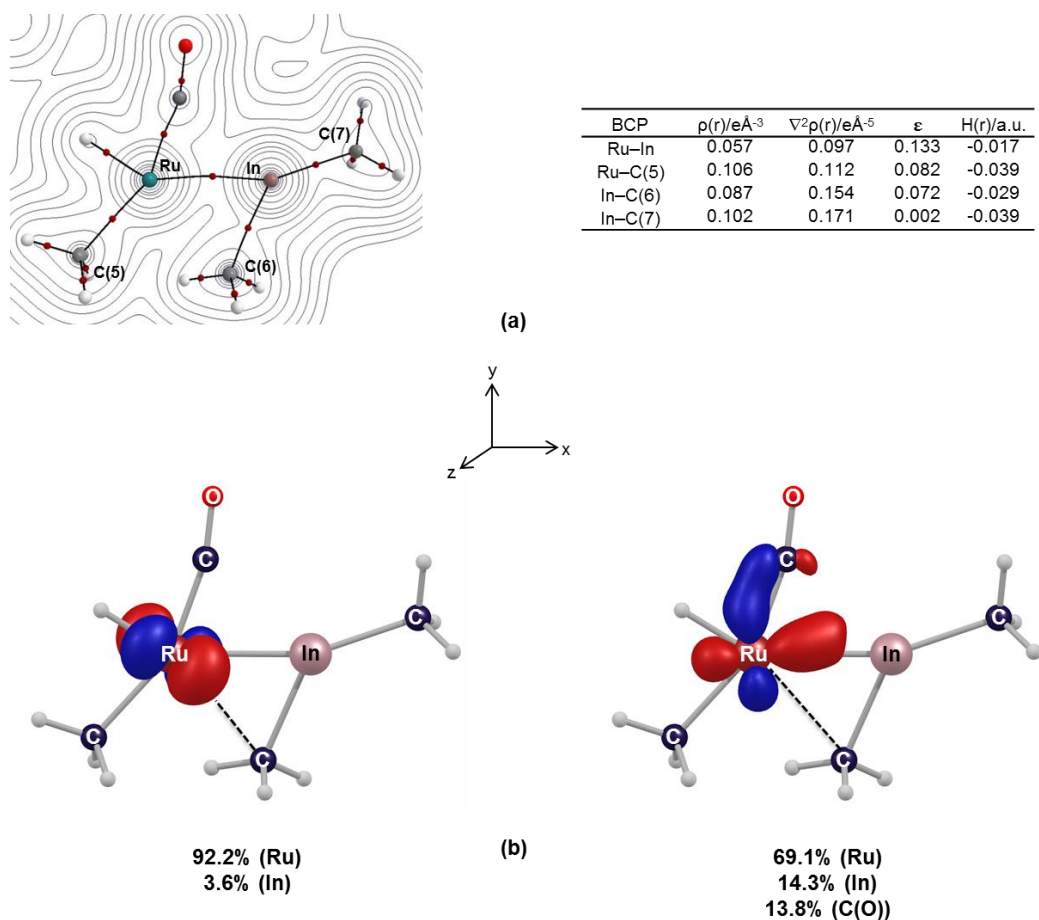 C(7)
Ru
In
C(5)
C(6)
BCP ρ(r)/eÅ⁻³ ∇²ρ(r)/eÅ⁻⁵ ε H(r)/a.u.
Ru–In 0.057 0.097 0.133 -0.017
Ru–C(5) 0.106 0.112 0.082 -0.039
In–C(6) 0.087 0.154 0.072 -0.029
In–C(7) 0.102 0.171 0.002 -0.039
(a)
y
x
z
O
C
Ru
In
C
C
C
O
C
Ru
In
C
C
C
92.2% (Ru)
3.6% (In)
(b)
69.1% (Ru)
14.3% (In)
13.8% (C(O))